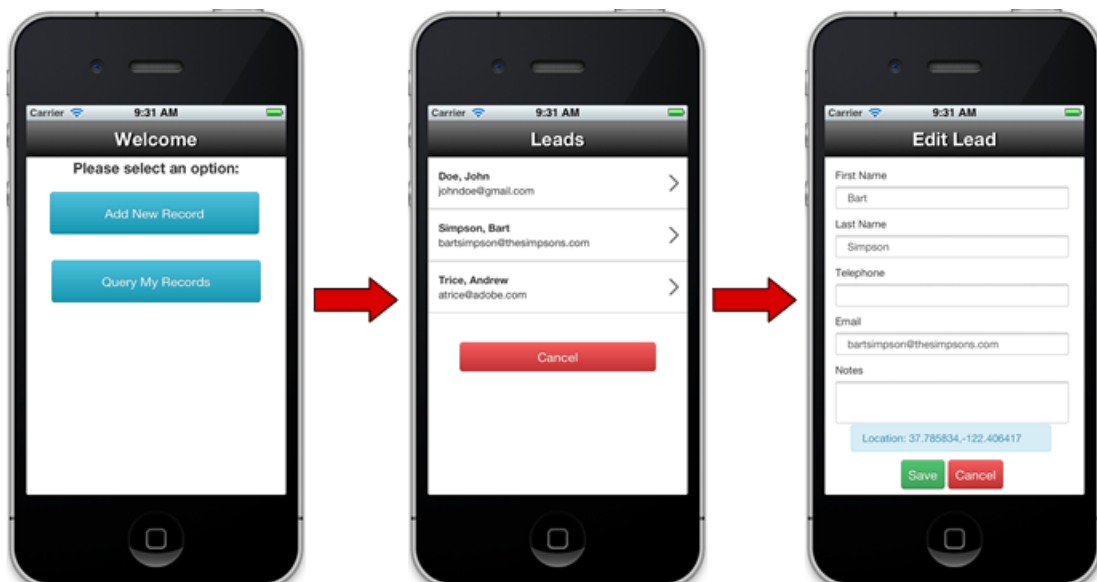 Carrier 9:31 AM
Welcome
Please select an option:
Add New Record
Query My Records
Carrier 9:31 AM
Leads
Doe, John
johndoe@gmail.com
Simpson, Bart
bartsimpson@thesimpsons.com
Trice, Andrew
atrice@adobe.com
Cancel
Carrier 9:31 AM
Edit Lead
First Name
Bart
Last Name
Simpson
Telephone
Email
bartsimpson@thesimpsons.com
Notes
Location: 37.785834,-122.406417
Save Cancel